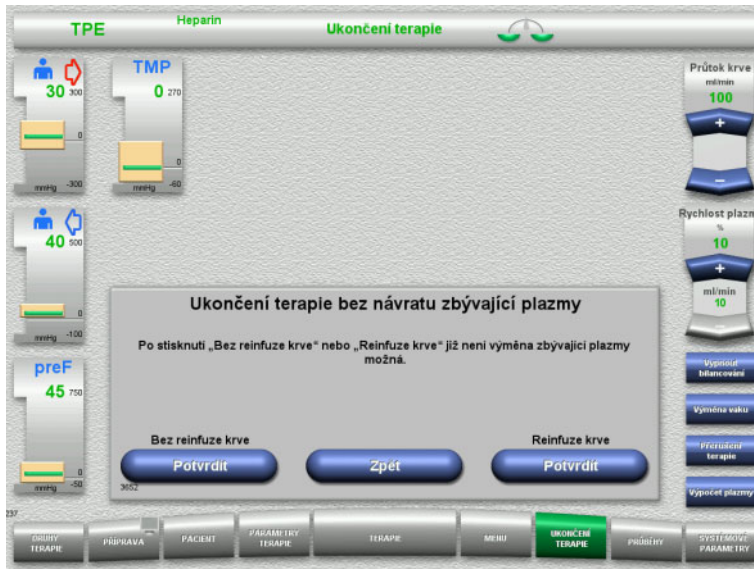 TPE
Heparin
Ukončení terapie
30
300
0
-300
mmHg
TMP
0
270
0
-60
mmHg
Průtok krve
ml/min
100
+
−
40
500
0
-100
mmHg
Rychlost plazmy
%
10
+
ml/min
10
−
preF
45
750
0
-50
mmHg
Ukončení terapie bez návratu zbývající plazmy
Po stisknutí „Bez reinfuze krve“ nebo „Reinfuze krve“ již není výměna zbývající plazmy
možná.
Bez reinfuze krve
Reinfuze krve
Potvrdit
Zpět
Potvrdit
3652
Vypnout
bilancování
Výměna vaku
Přerušení
terapie
Výpočet plazmy
237
DRUHY
TERAPIE
PŘÍPRAVA
PACIENT
PARAMETRY
TERAPIE
TERAPIE
MENU
UKONČENÍ
TERAPIE
PRŮBĚHY
SYSTÉMOVÉ
PARAMETRY